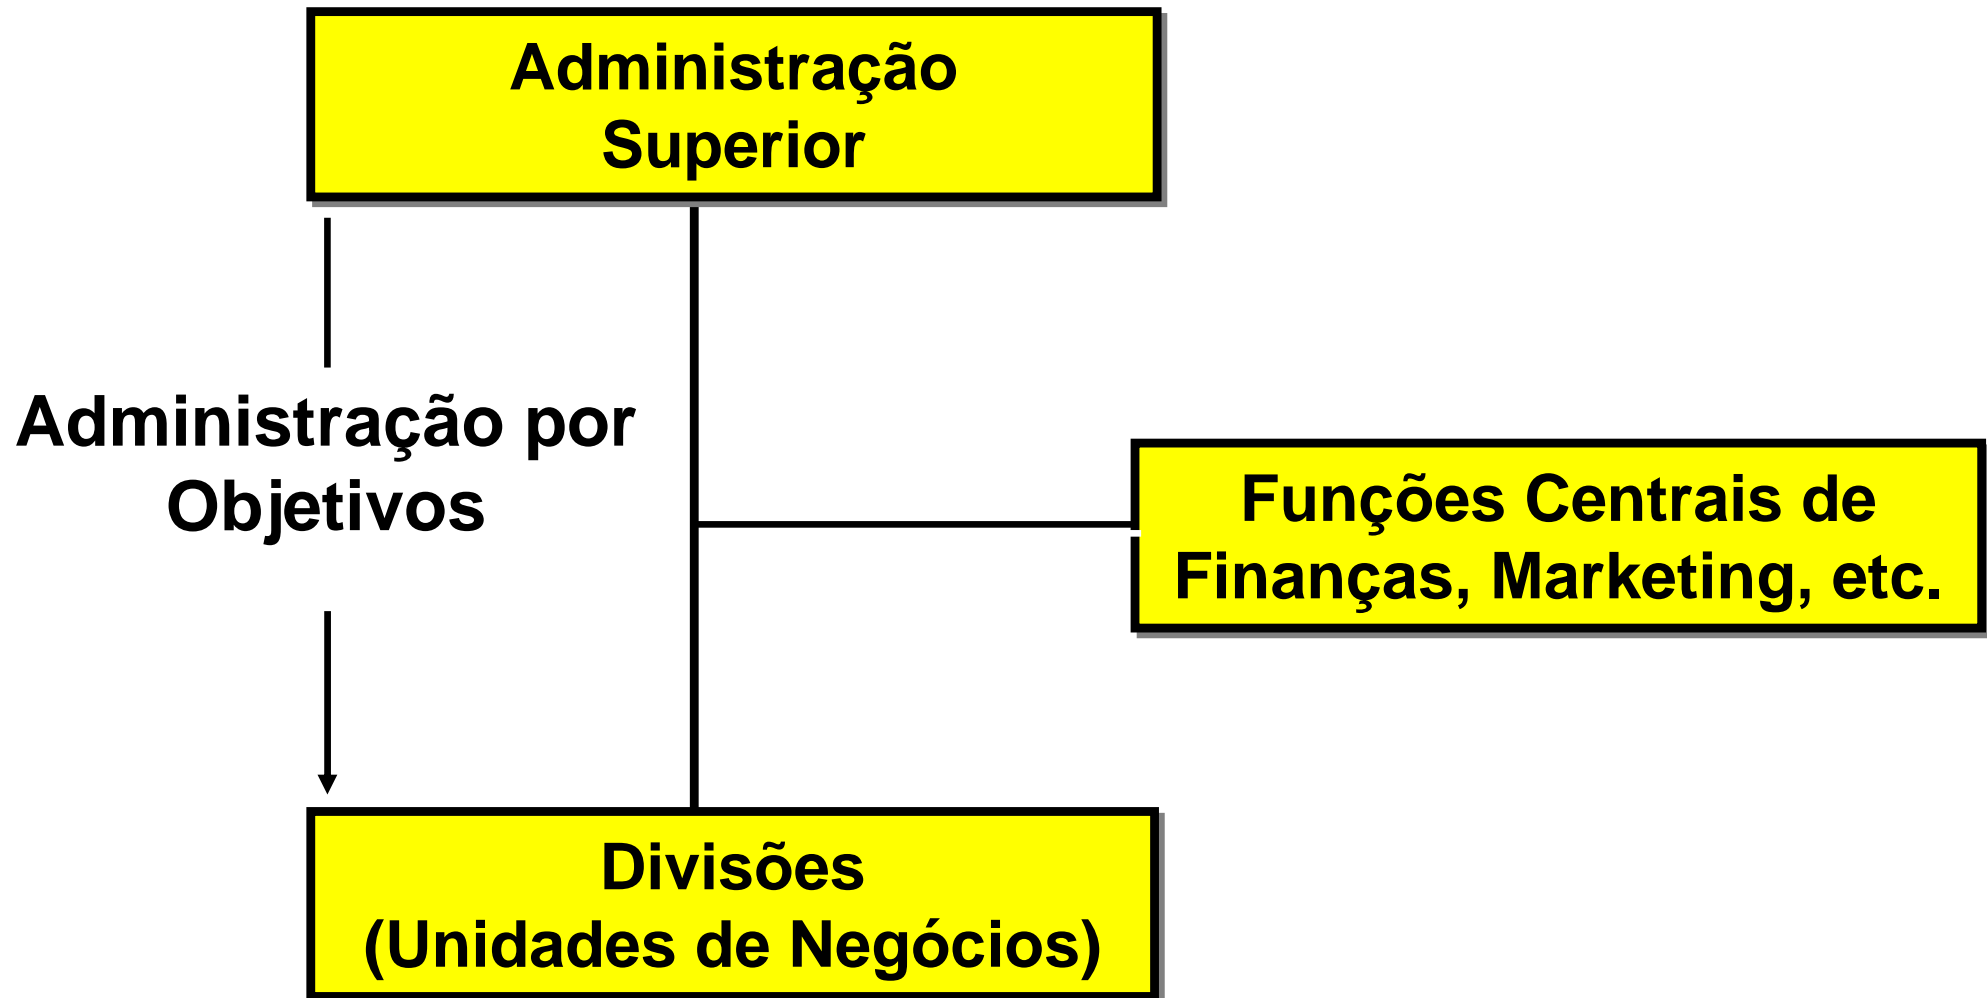 Administração
Superior
Administração por
Objetivos
Funções Centrais de
Finanças, Marketing, etc.
Divisões
(Unidades de Negócios)